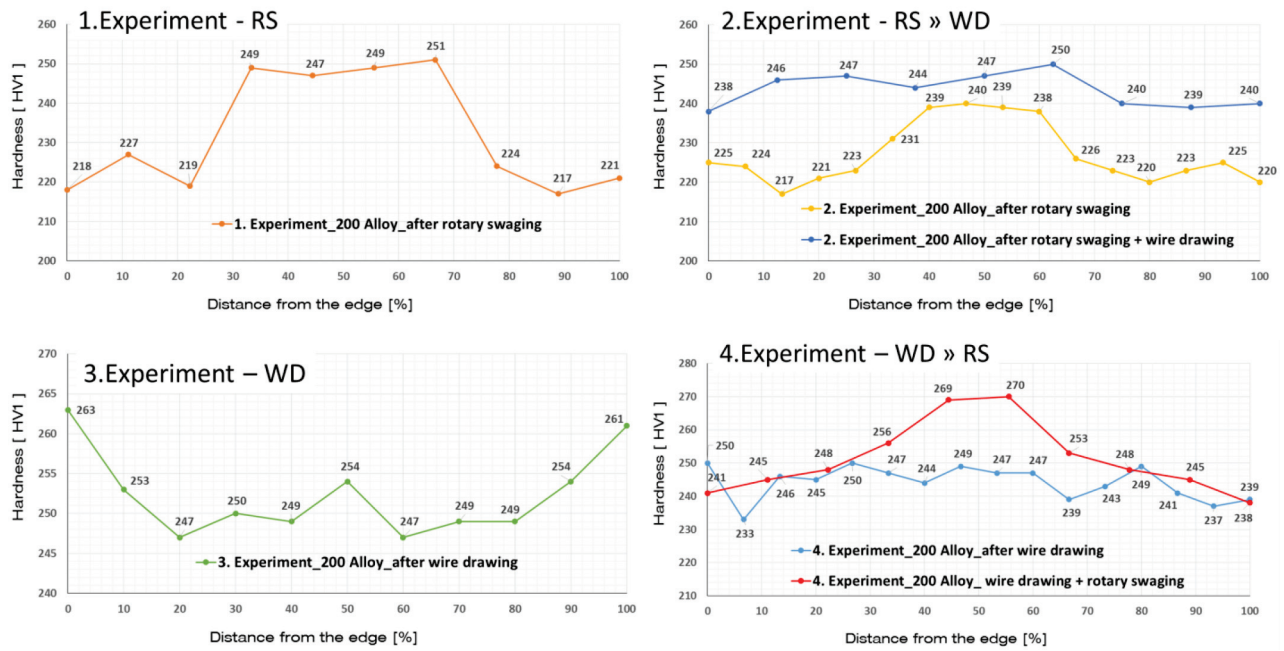 1.Experiment - RS
260
250
240
230
220
210
200
Hardness [ HV1 ]
218
227
219
249
247
249
251
224
217
221
1. Experiment_200 Alloy_after rotary swaging
0 10 20 30 40 50 60 70 80 90 100
Distance from the edge [%]
2.Experiment - RS » WD
260
250
240
230
220
210
200
Hardness [ HV1 ]
238 246 247 244 247 250 240 239 240
225 224 217 221 223 231 239 240 239 238 226 223 220 223 225 220
2. Experiment_200 Alloy_after rotary swaging
2. Experiment_200 Alloy_after rotary swaging + wire drawing
0 10 20 30 40 50 60 70 80 90 100
Distance from the edge [%]
3.Experiment – WD
270
265
260
255
250
245
240
Hardness [ HV1 ]
263 253 247 250 249 254 247 249 249 254 261
3. Experiment_200 Alloy_after wire drawing
0 10 20 30 40 50 60 70 80 90 100
Distance from the edge [%]
4.Experiment – WD » RS
280
270
260
250
240
230
220
210
Hardness [ HV1 ]
241 245 248 256 269 270 253 248 245 238
250 233 246 245 250 247 244 249 247 247 239 243 249 241 237 239
4. Experiment_200 Alloy_after wire drawing
4. Experiment_200 Alloy_ wire drawing + rotary swaging
0 10 20 30 40 50 60 70 80 90 100
Distance from the edge [%]